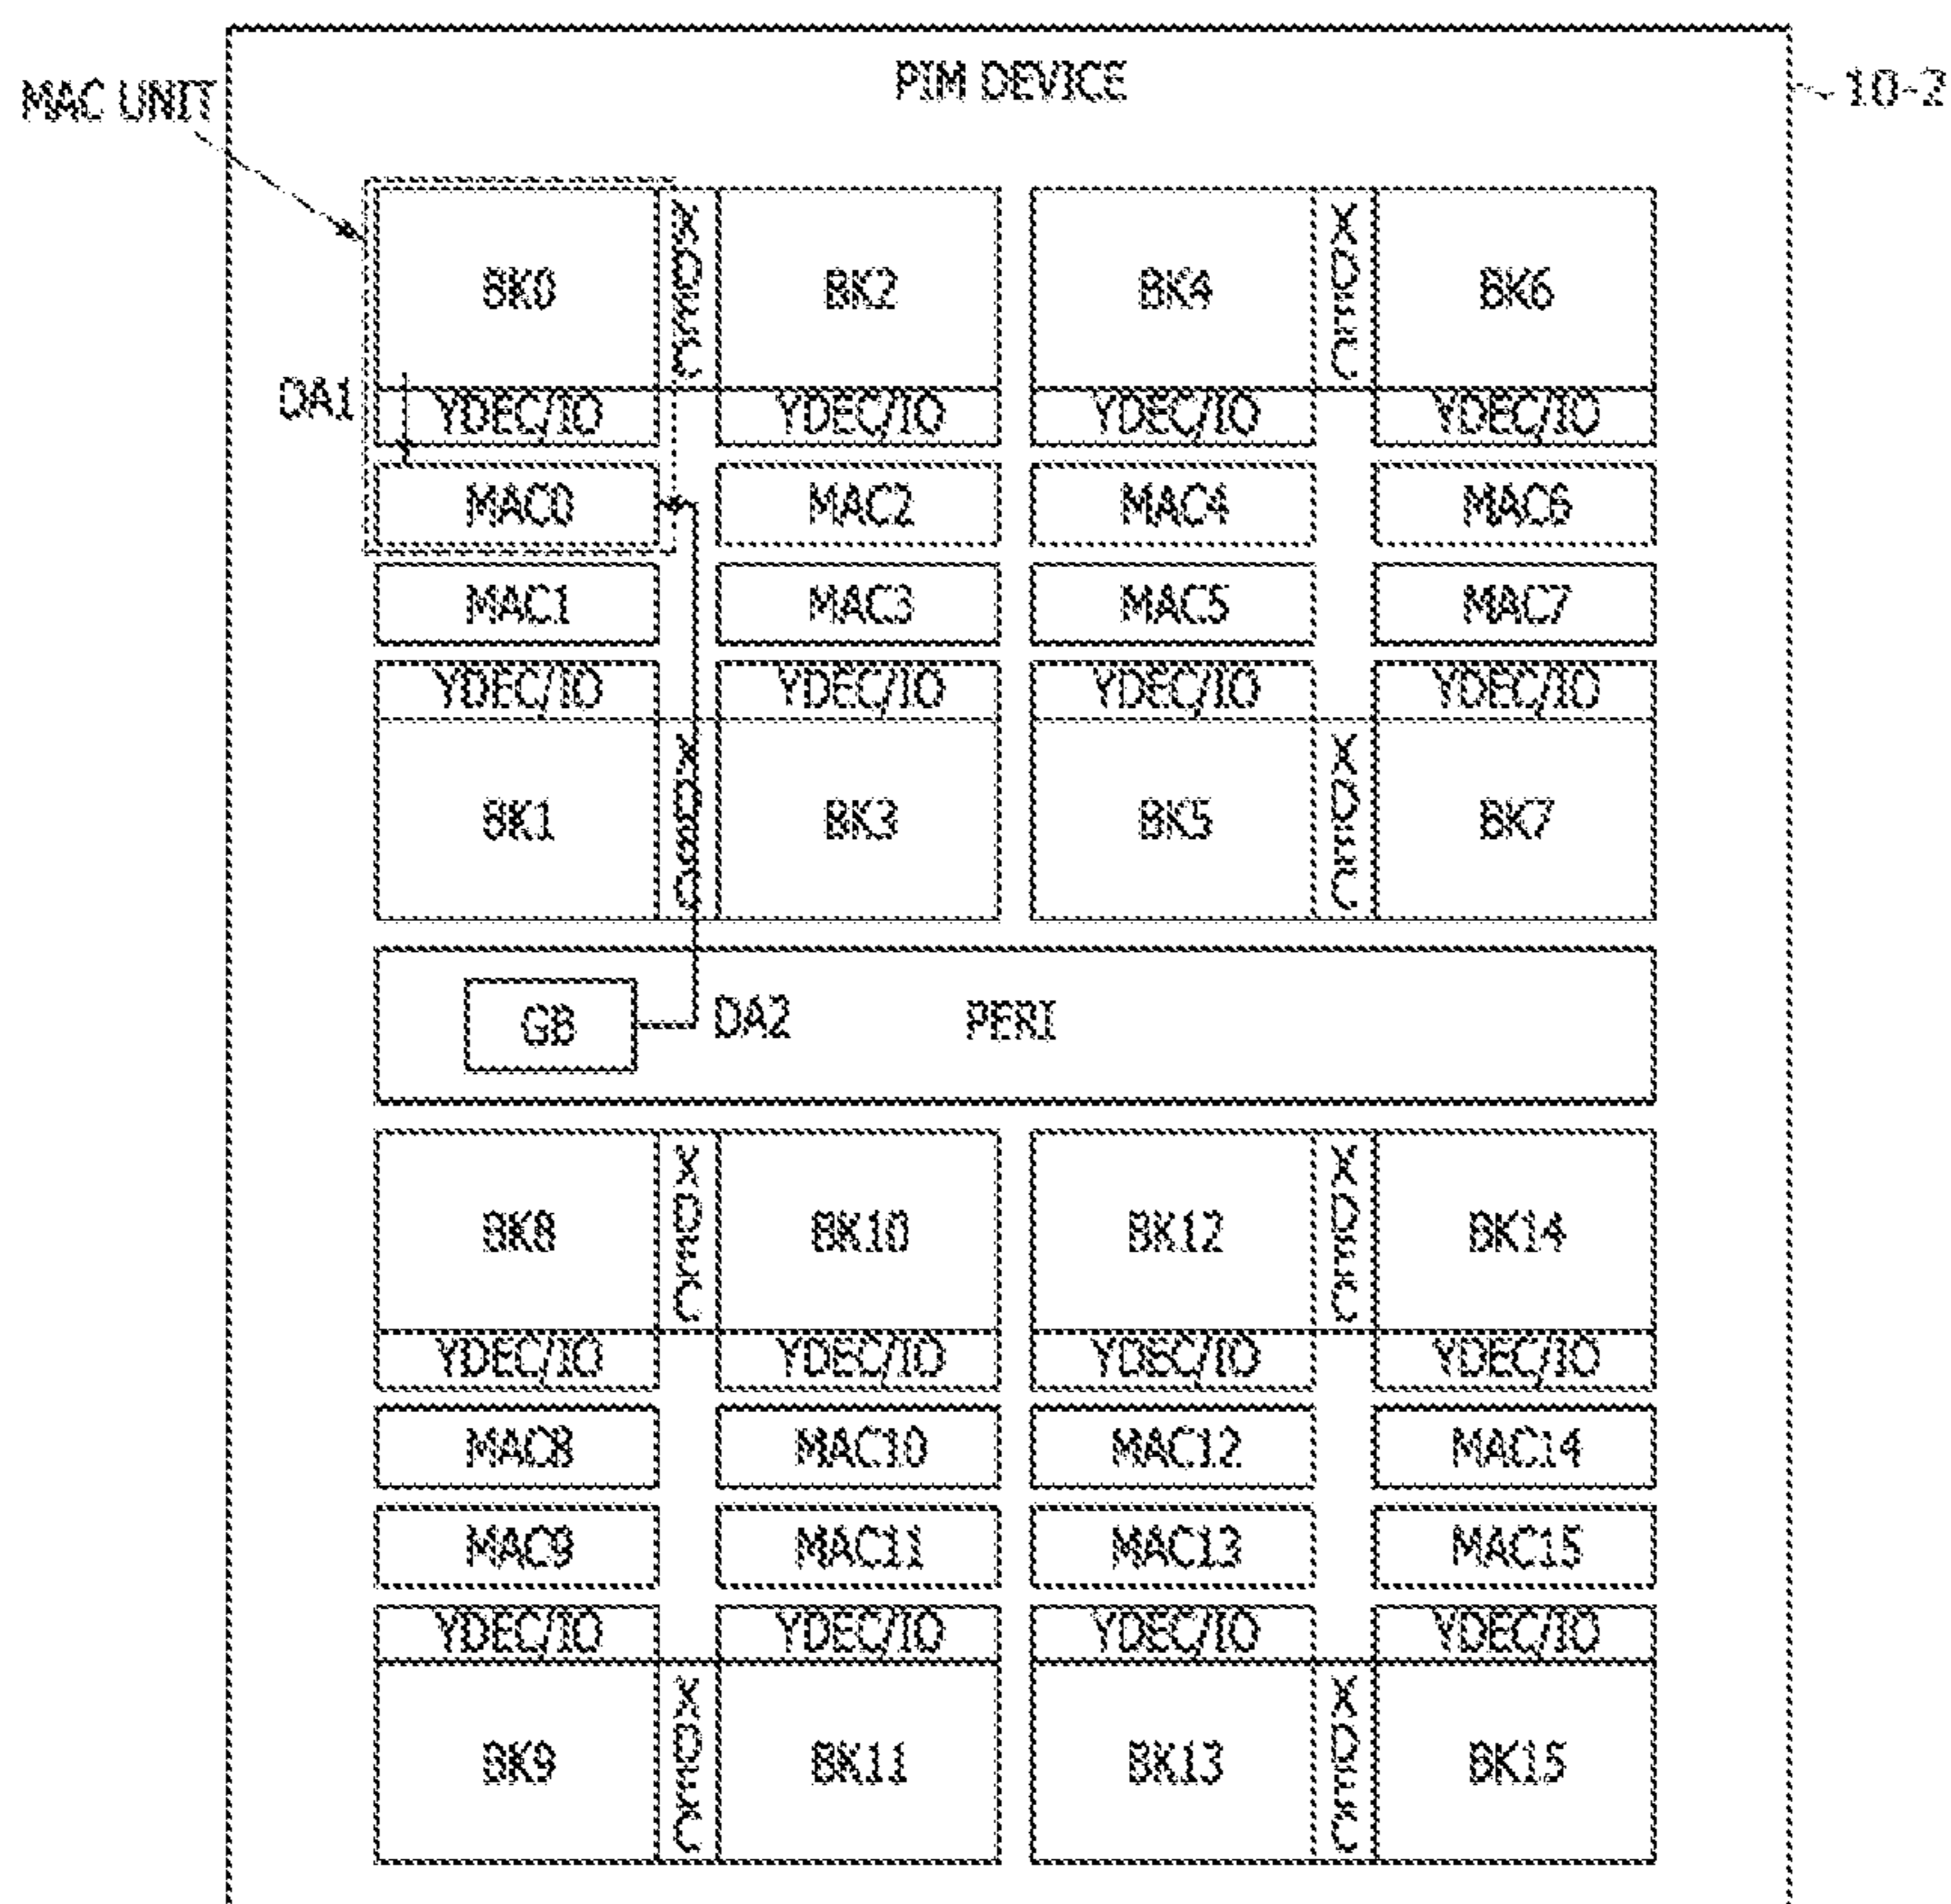 PIM DEVICE
MAC UNIT
10-2
BK0 XDEC BK2 BK4 XDEC BK6
DA1
YDEC/IO YDEC/IO YDEC/IO YDEC/IO
MAC0 MAC2 MAC4 MAC6
MAC1 MAC3 MAC5 MAC7
YDEC/IO YDEC/IO YDEC/IO YDEC/IO
BK1 XDEC BK3 BK5 XDEC BK7
GB DA2 PERI
BK8 XDEC BK10 BK12 XDEC BK14
YDEC/IO YDEC/IO YDEC/IO YDEC/IO
MAC8 MAC10 MAC12 MAC14
MAC9 MAC11 MAC13 MAC15
YDEC/IO YDEC/IO YDEC/IO YDEC/IO
BK9 XDEC BK11 BK13 XDEC BK15